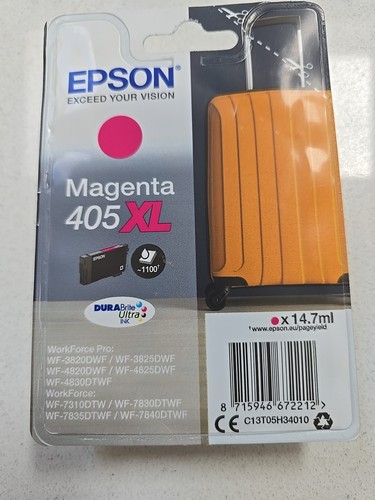 EPSON
EXCEED YOUR VISION
Magenta
405XL
EPSON
~1100†
DURABrite
Ultra
INK
x 14.7ml
†www.epson.eu/pageyield
WorkForce Pro:
WF-3820DWF / WF-3825DWF
WF-4820DWF / WF-4825DWF
WF-4830DTWF
WorkForce:
WF-7310DTW / WF-7830DTWF
WF-7835DTWF / WF-7840DTWF
8 715946 672212 >
CE C13T05H34010